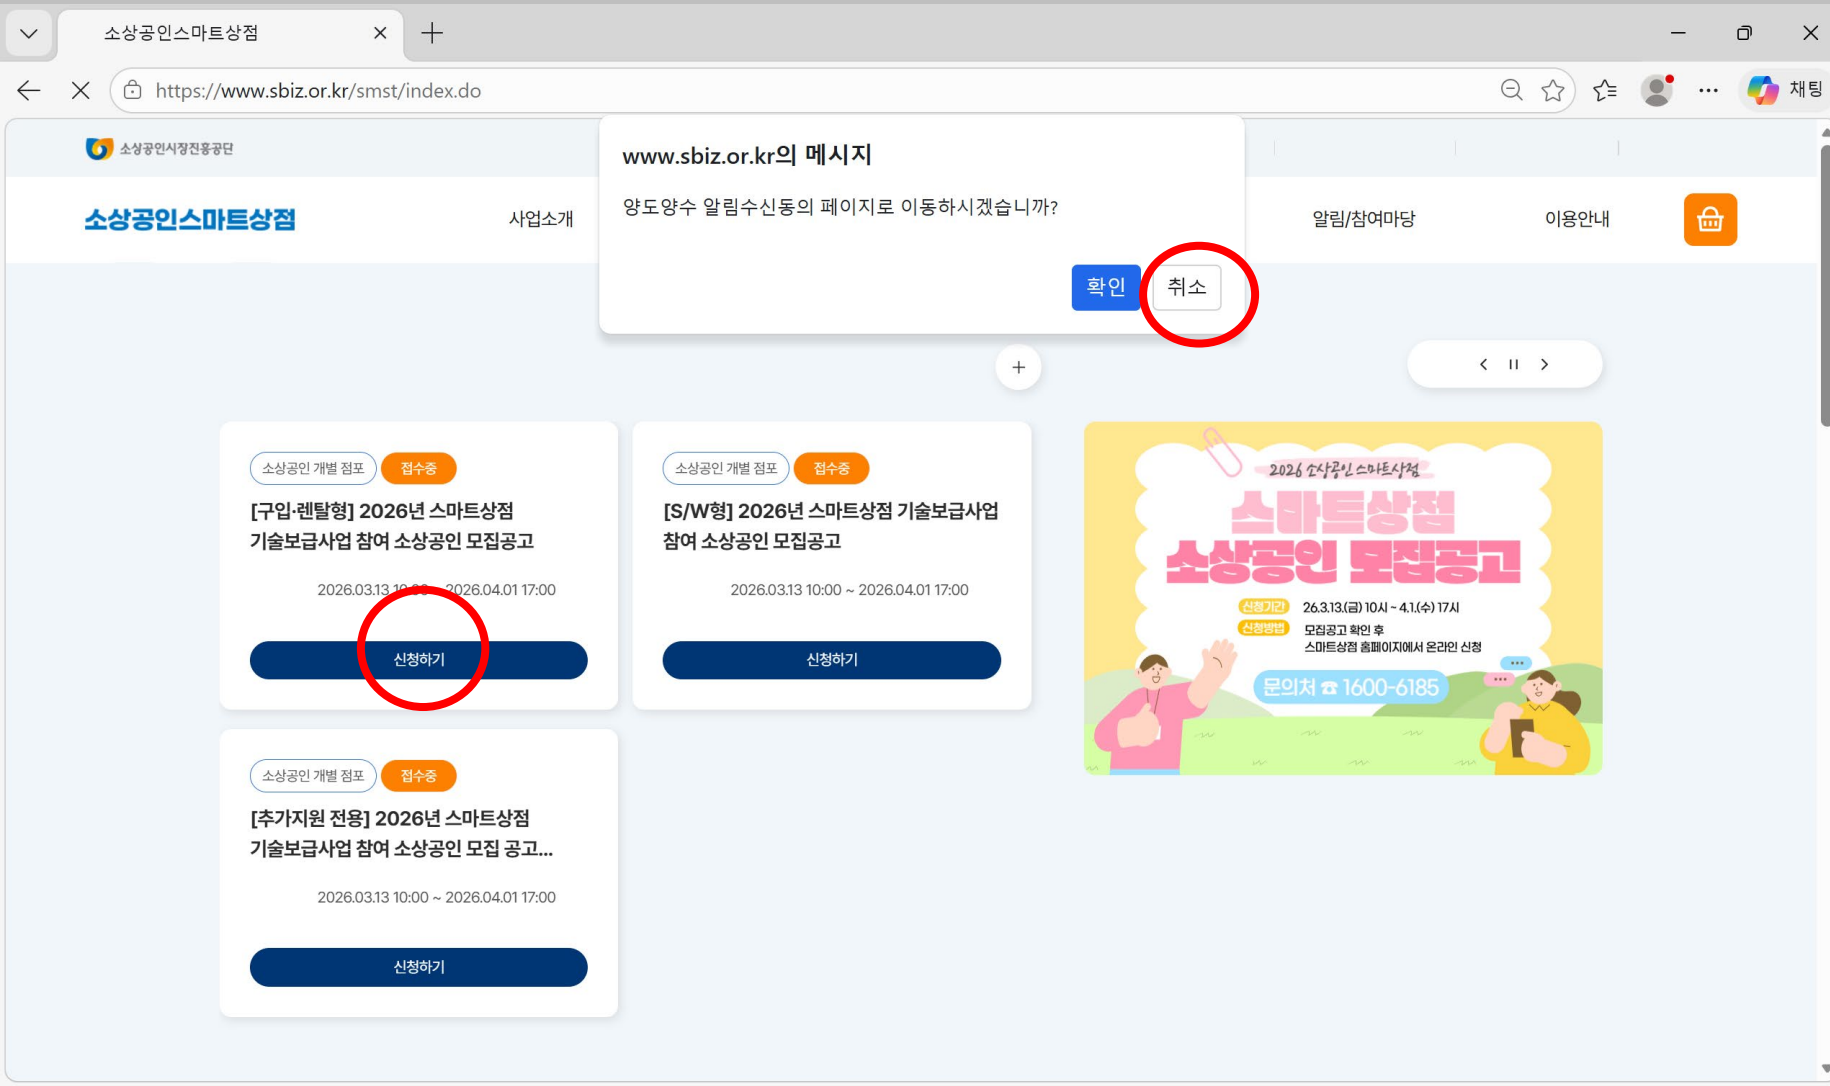 소상공인스마트상점
https://www.sbiz.or.kr/smst/index.do
채팅
소상공인시장진흥공단
www.sbiz.or.kr의 메시지
양도양수 알림수신동의 페이지로 이동하시겠습니까?
확인
취소
소상공인스마트상점
사업소개
알림/참여마당
이용안내
소상공인 개별 점포
접수중
[구입·렌탈형] 2026년 스마트상점
기술보급사업 참여 소상공인 모집공고
2026.03.13 10:00 ~ 2026.04.01 17:00
신청하기
소상공인 개별 점포
접수중
[S/W형] 2026년 스마트상점 기술보급사업
참여 소상공인 모집공고
2026.03.13 10:00 ~ 2026.04.01 17:00
신청하기
2026 소상공인 스마트상점
스마트상점
소상공인 모집공고
신청기간 26.3.13.(금) 10시 ~ 4.1.(수) 17시
신청방법 모집공고 확인 후
스마트상점 홈페이지에서 온라인 신청
문의처 ☎ 1600-6185
소상공인 개별 점포
접수중
[추가지원 전용] 2026년 스마트상점
기술보급사업 참여 소상공인 모집 공고...
2026.03.13 10:00 ~ 2026.04.01 17:00
신청하기